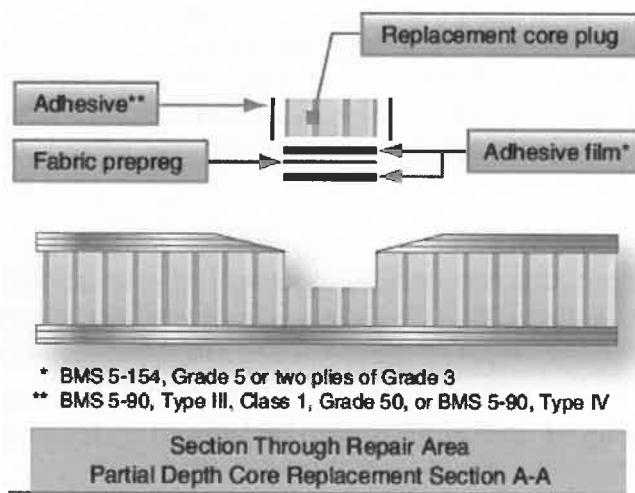 Replacement core plug
Adhesive**
Fabric prepreg
Adhesive film*
* BMS 5-154, Grade 5 or two plies of Grade 3
** BMS 5-90, Type III, Class 1, Grade 50, or BMS 5-90, Type IV
Section Through Repair Area
Partial Depth Core Replacement Section A-A